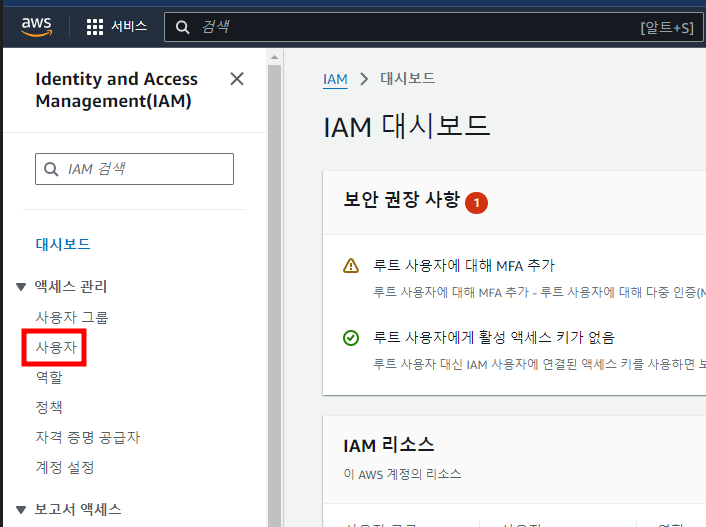 aws
서비스
검색
[알트+S]
Identity and Access
Management(IAM)
IAM 검색
대시보드
액세스 관리
사용자 그룹
사용자
역할
정책
자격 증명 공급자
계정 설정
보고서 액세스
IAM
대시보드
IAM 대시보드
보안 권장 사항 1
루트 사용자에 대해 MFA 추가
루트 사용자에 대해 MFA 추가 - 루트 사용자에 대해 다중 인증(M
루트 사용자에게 활성 액세스 키가 없음
루트 사용자 대신 IAM 사용자에 연결된 액세스 키를 사용하면 보
IAM 리소스
이 AWS 계정의 리소스